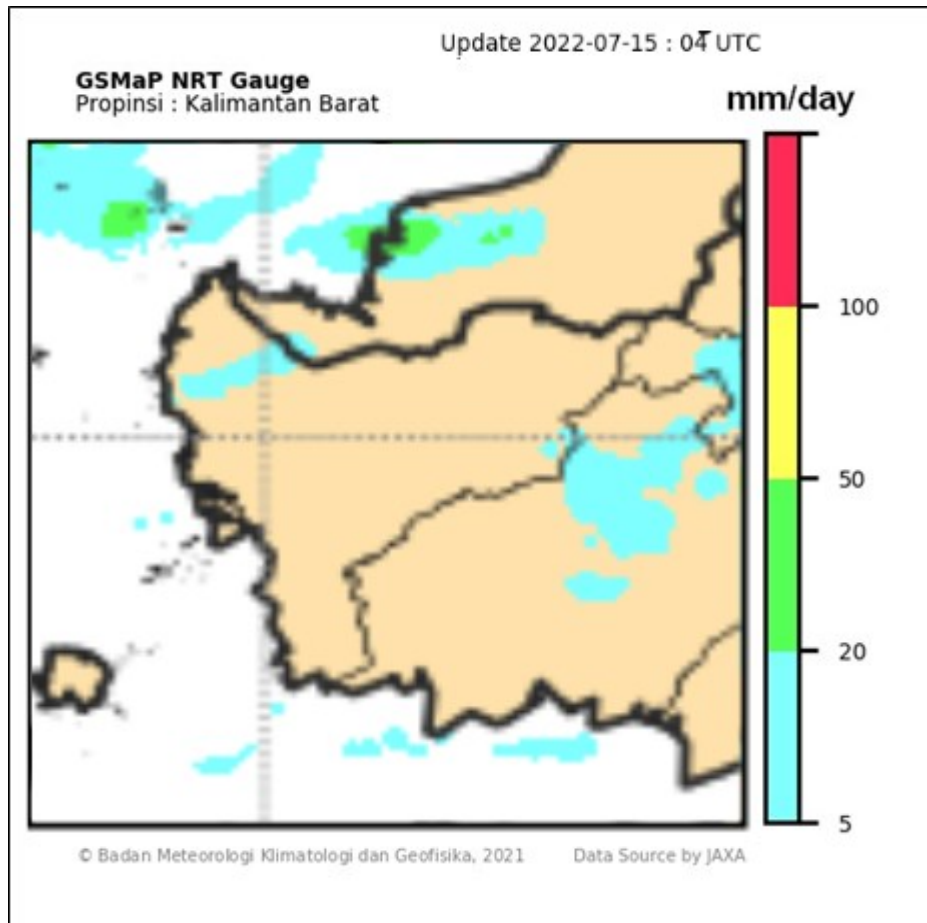 Update 2022-07-15 : 04 UTC
GSMaP NRT Gauge
Propinsi : Kalimantan Barat
mm/day
100
50
20
5
© Badan Meteorologi Klimatologi dan Geofisika, 2021
Data Source by JAXA